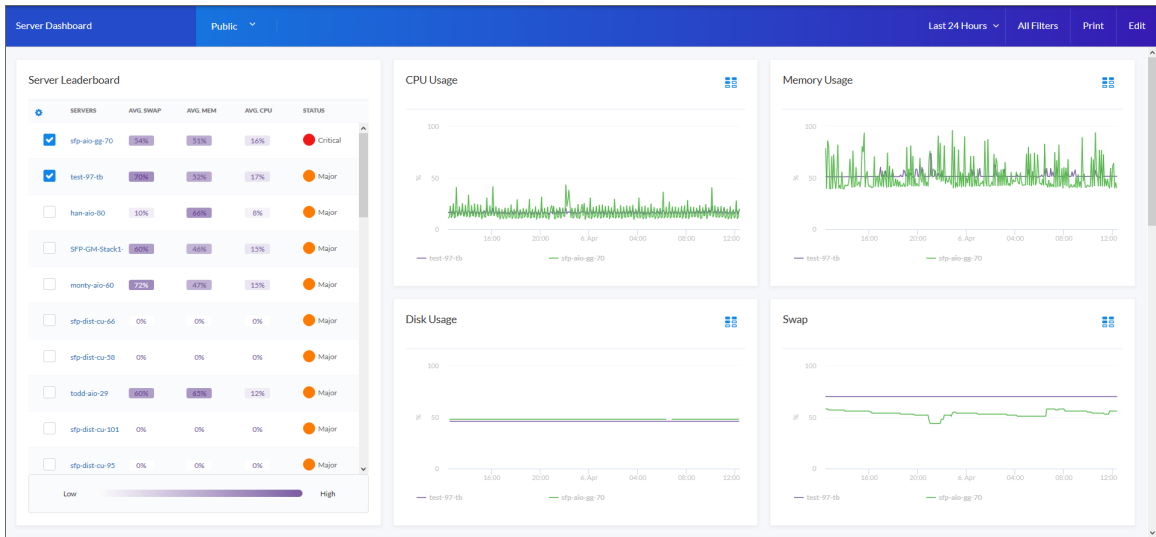 Server Dashboard
Public
Last 24 Hours
All Filters
Print
Edit
Server Leaderboard
SERVERS AVG. SWAP AVG. MEM AVG. CPU STATUS
sfp-aio-gg-70 54% 51% 16% Critical
test-97-tb 70% 52% 17% Major
han-aio-80 10% 66% 8% Major
SFP-GM-Stack1- 60% 46% 15% Major
monty-aio-60 72% 47% 15% Major
sfp-dist-cu-66 0% 0% 0% Major
sfp-dist-cu-58 0% 0% 0% Major
todd-aio-29 60% 65% 12% Major
sfp-dist-cu-101 0% 0% 0% Major
sfp-dist-cu-95 0% 0% 0% Major
Low High
CPU Usage
100
% 50
0
16:00 20:00 6. Apr 04:00 08:00 12:00
test-97-tb sfp-aio-gg-70
Memory Usage
100
% 50
0
16:00 20:00 6. Apr 04:00 08:00 12:00
test-97-tb sfp-aio-gg-70
Disk Usage
100
% 50
0
16:00 20:00 6. Apr 04:00 08:00 12:00
test-97-tb sfp-aio-gg-70
Swap
100
% 50
0
16:00 20:00 6. Apr 04:00 08:00 12:00
test-97-tb sfp-aio-gg-70